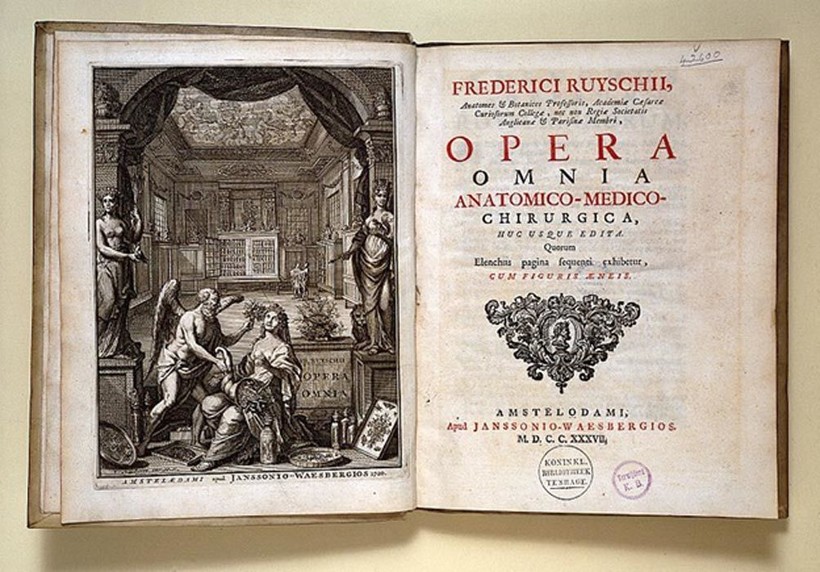 F. RUYSCHII
OPERA
OMNIA
AMSTELÆDAMI apud JANSSONIO-WAESBERGIOS 1720.
42400
FREDERICI RUYSCHII,
Anatomes & Botanices Professoris, Academiæ Cæsareæ
Curiosorum Collegæ, nec non Regiæ Societatis
Anglicanæ & Parisinæ Membri,
OPERA
OMNIA
ANATOMICO-MEDICO-
CHIRURGICA,
HUC USQUE EDITA.
Quorum
Elenchus pagina sequenti exhibetur,
CUM FIGURIS ÆNEIS.
AMSTELODAMI,
Apud JANSSONIO-WAESBERGIOS.
M. D. C. C. XXXVII,
KONINKL.
BIBLIOTHEEK
TE SHAGE.
K. B.